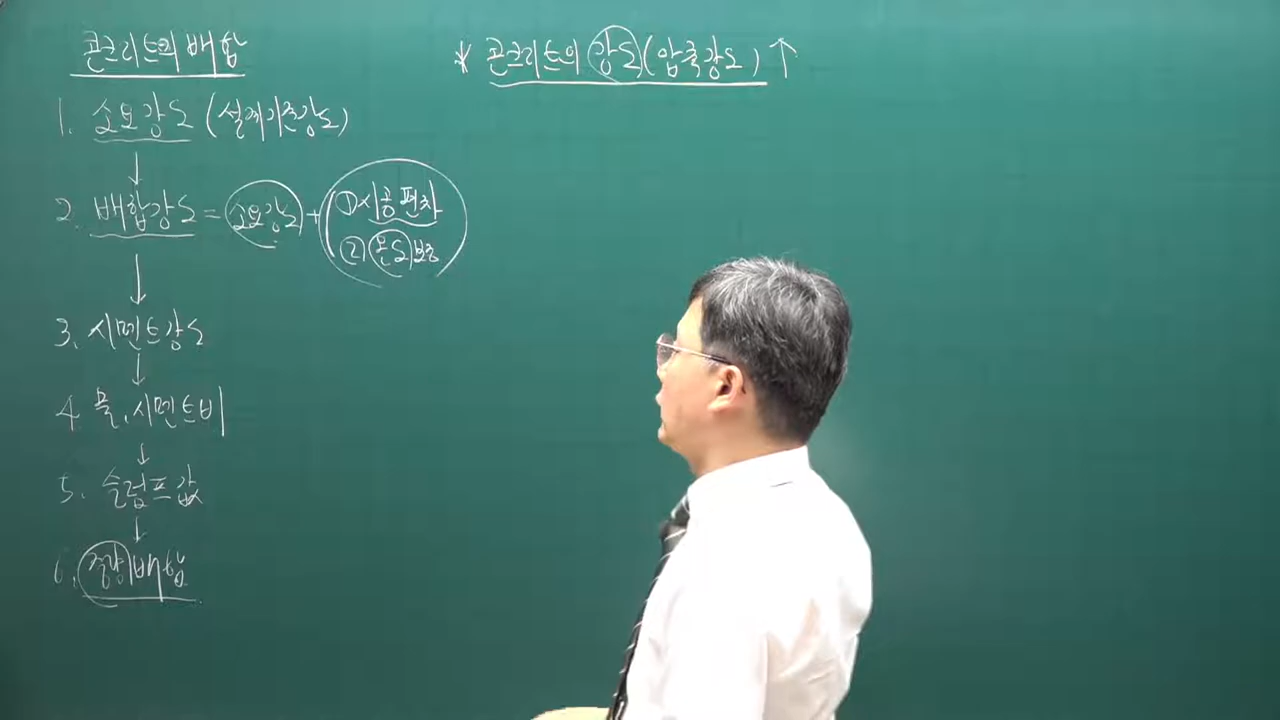 콘크리트의 배합
1. 소요강도 (설계기준강도)
↓
2. 배합강도 = 소요강도 + ① 시공편차
② 온도보정
↓
3. 시멘트강도
↓
4. 물, 시멘트비
↓
5. 슬럼프값
↓
6. 중량배합
* 콘크리트의 강도(압축강도) ↑